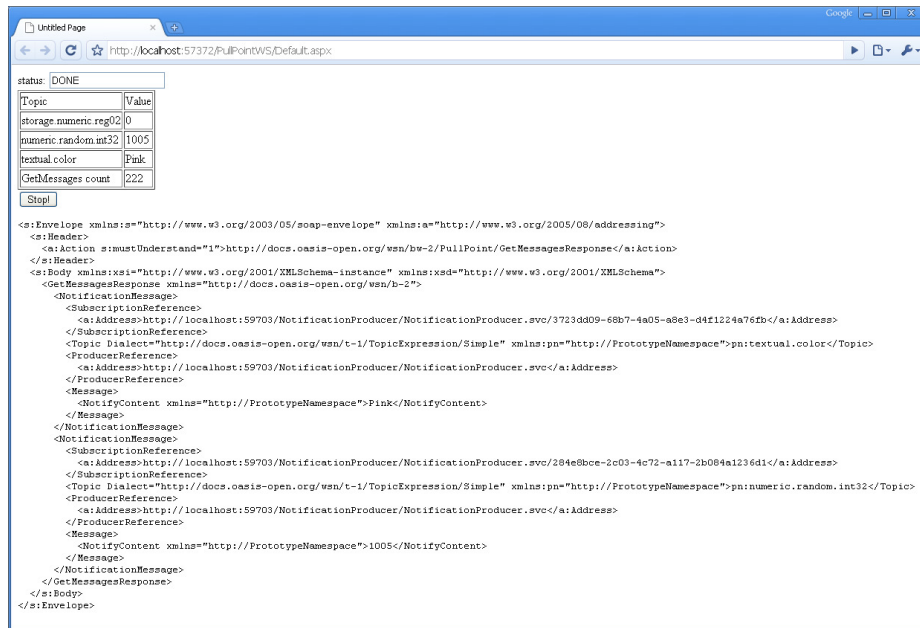 Google
Untitled Page
http://localhost:57372/PullPointWS/Default.aspx
status: DONE
Topic Value
storage.numeric.reg02 0
numeric.random.int32 1005
textual.color Pink
GetMessages count 222
Stop!
<s:Envelope xmlns:s="http://www.w3.org/2003/05/soap-envelope" xmlns:a="http://www.w3.org/2005/08/addressing">
<s:Header>
<a:Action s:mustUnderstand="1">http://docs.oasis-open.org/wsn/bw-2/PullPoint/GetMessagesResponse</a:Action>
</s:Header>
<s:Body xmlns:xsi="http://www.w3.org/2001/XMLSchema-instance" xmlns:xsd="http://www.w3.org/2001/XMLSchema">
<GetMessagesResponse xmlns="http://docs.oasis-open.org/wsn/b-2">
<NotificationMessage>
<SubscriptionReference>
<a:Address>http://localhost:59703/NotificationProducer/NotificationProducer.svc/3723dd09-68b7-4a05-a8e3-d4f1224a76fb</a:Address>
</SubscriptionReference>
<Topic Dialect="http://docs.oasis-open.org/wsn/t-1/TopicExpression/Simple" xmlns:pn="http://PrototypeNamespace">pn:textual.color</Topic>
<ProducerReference>
<a:Address>http://localhost:59703/NotificationProducer/NotificationProducer.svc</a:Address>
</ProducerReference>
<Message>
<NotifyContent xmlns="http://PrototypeNamespace">Pink</NotifyContent>
</Message>
</NotificationMessage>
<NotificationMessage>
<SubscriptionReference>
<a:Address>http://localhost:59703/NotificationProducer/NotificationProducer.svc/284e8bce-2c03-4c72-a117-2b084a1236d1</a:Address>
</SubscriptionReference>
<Topic Dialect="http://docs.oasis-open.org/wsn/t-1/TopicExpression/Simple" xmlns:pn="http://PrototypeNamespace">pn:numeric.random.int32</Topic>
<ProducerReference>
<a:Address>http://localhost:59703/NotificationProducer/NotificationProducer.svc</a:Address>
</ProducerReference>
<Message>
<NotifyContent xmlns="http://PrototypeNamespace">1005</NotifyContent>
</Message>
</NotificationMessage>
</GetMessagesResponse>
</s:Body>
</s:Envelope>